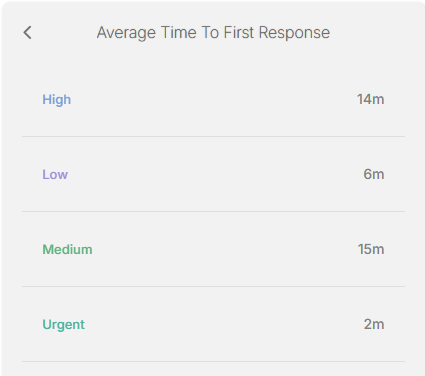 Average Time To First Response
High 14m
Low 6m
Medium 15m
Urgent 2m